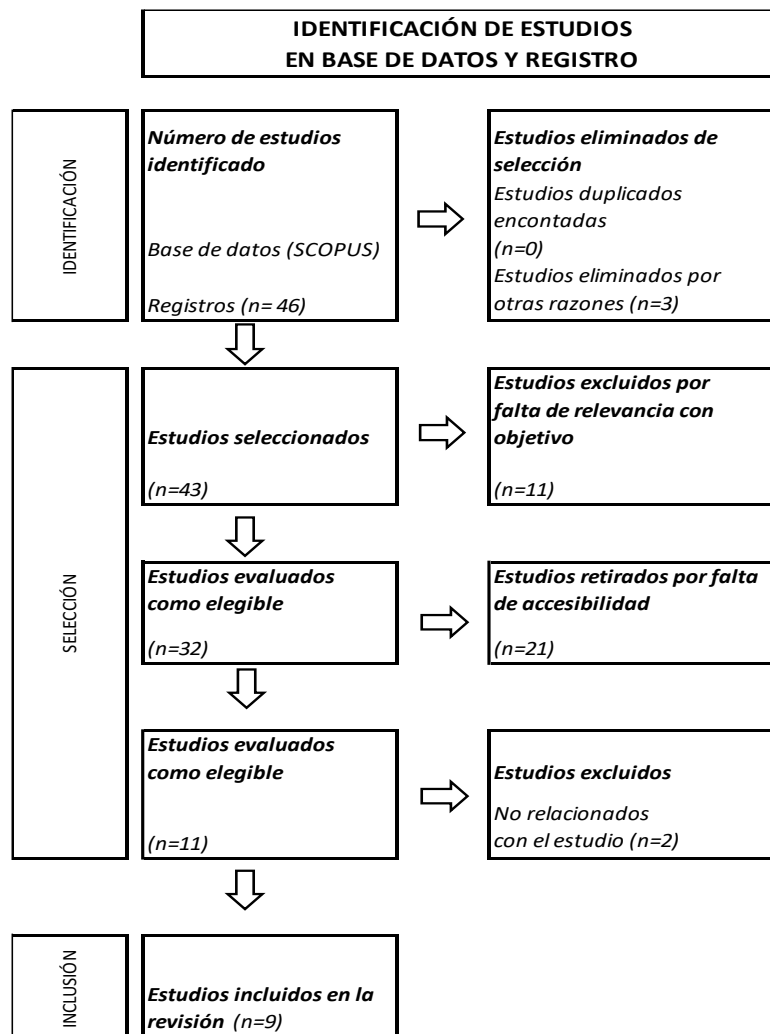 IDENTIFICACIÓN DE ESTUDIOS
EN BASE DE DATOS Y REGISTRO
IDENTIFICACIÓN
Número de estudios
identificado
Base de datos (SCOPUS)
Registros (n= 46)
Estudios eliminados de
selección
Estudios duplicados
encontadas
(n=0)
Estudios eliminados por
otras razones (n=3)
SELECCIÓN
Estudios seleccionados
(n=43)
Estudios excluidos por
falta de relevancia con
objetivo
(n=11)
Estudios evaluados
como elegible
(n=32)
Estudios retirados por falta
de accesibilidad
(n=21)
Estudios evaluados
como elegible
(n=11)
Estudios excluidos
No relacionados
con el estudio (n=2)
INCLUSIÓN
Estudios incluidos en la
revisión (n=9)